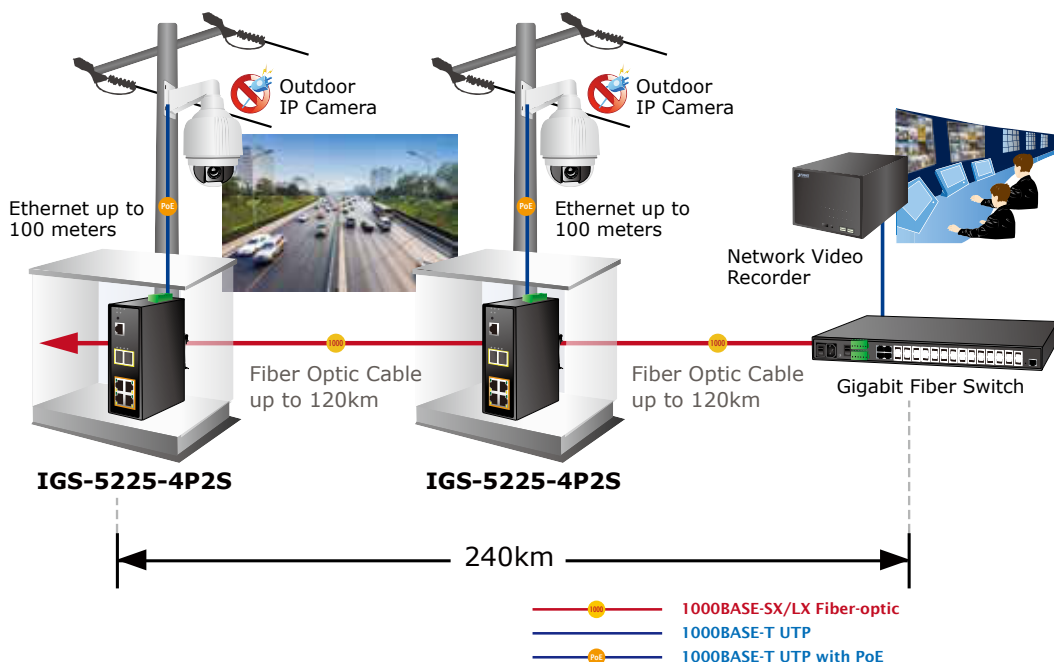 Outdoor
IP Camera
Outdoor
IP Camera
PoE
PoE
Ethernet up to
100 meters
Ethernet up to
100 meters
Network Video
Recorder
1000
1000
Fiber Optic Cable
up to 120km
Fiber Optic Cable
up to 120km
Gigabit Fiber Switch
IGS-5225-4P2S
IGS-5225-4P2S
240km
1000
1000BASE-SX/LX Fiber-optic
1000BASE-T UTP
PoE
1000BASE-T UTP with PoE